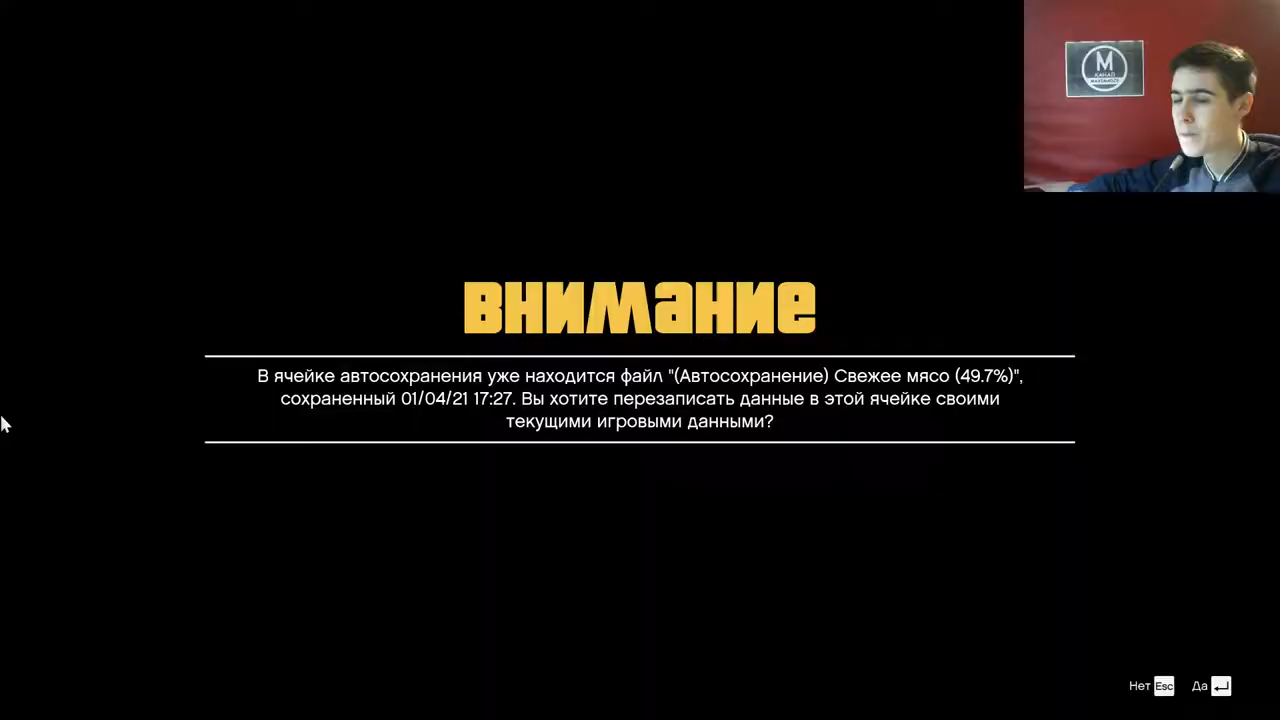 М
КАНАЛ
внимание
В ячейке автосохранения уже находится файл "(Автосохранение) Свежее мясо (49.7%)",
сохраненный 01/04/21 17:27. Вы хотите перезаписать данные в этой ячейке своими
текущими игровыми данными?
Нет Esc Да